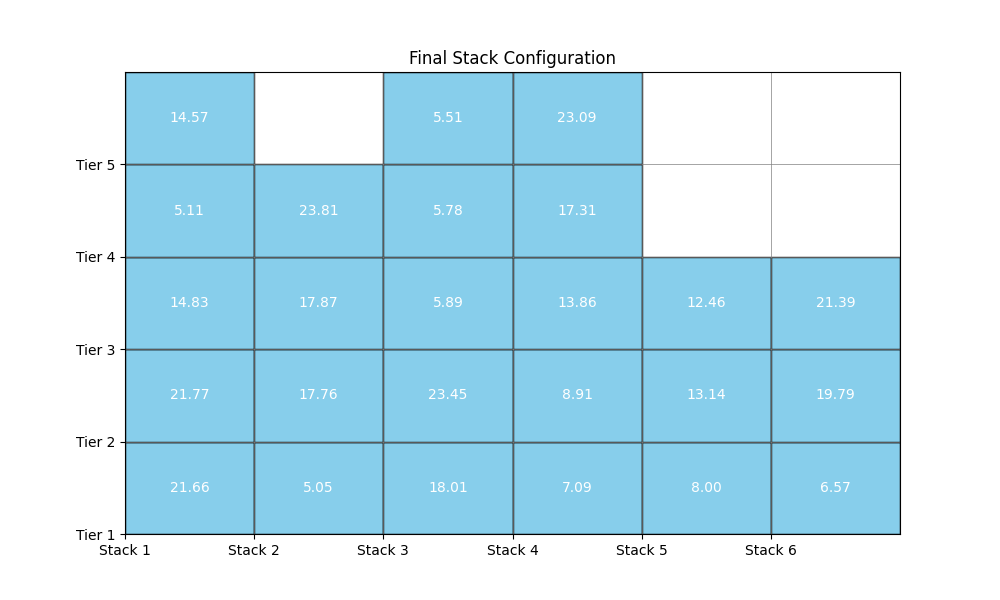 Final Stack Configuration
14.57 5.51 23.09
Tier 5
5.11 23.81 5.78 17.31
Tier 4
14.83 17.87 5.89 13.86 12.46 21.39
Tier 3
21.77 17.76 23.45 8.91 13.14 19.79
Tier 2
21.66 5.05 18.01 7.09 8.00 6.57
Tier 1
Stack 1 Stack 2 Stack 3 Stack 4 Stack 5 Stack 6